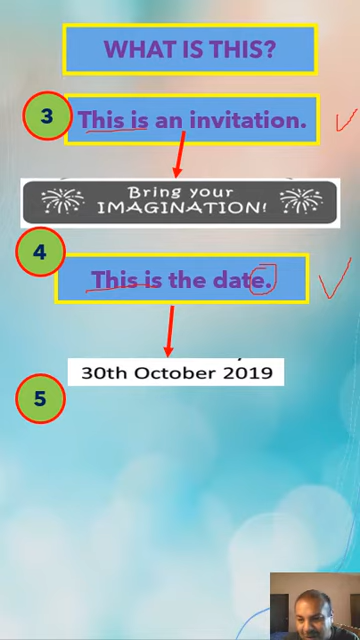 WHAT IS THIS?
3
This is an invitation.
Bring your
IMAGINATION!
4
This is the date.
30th October 2019
5